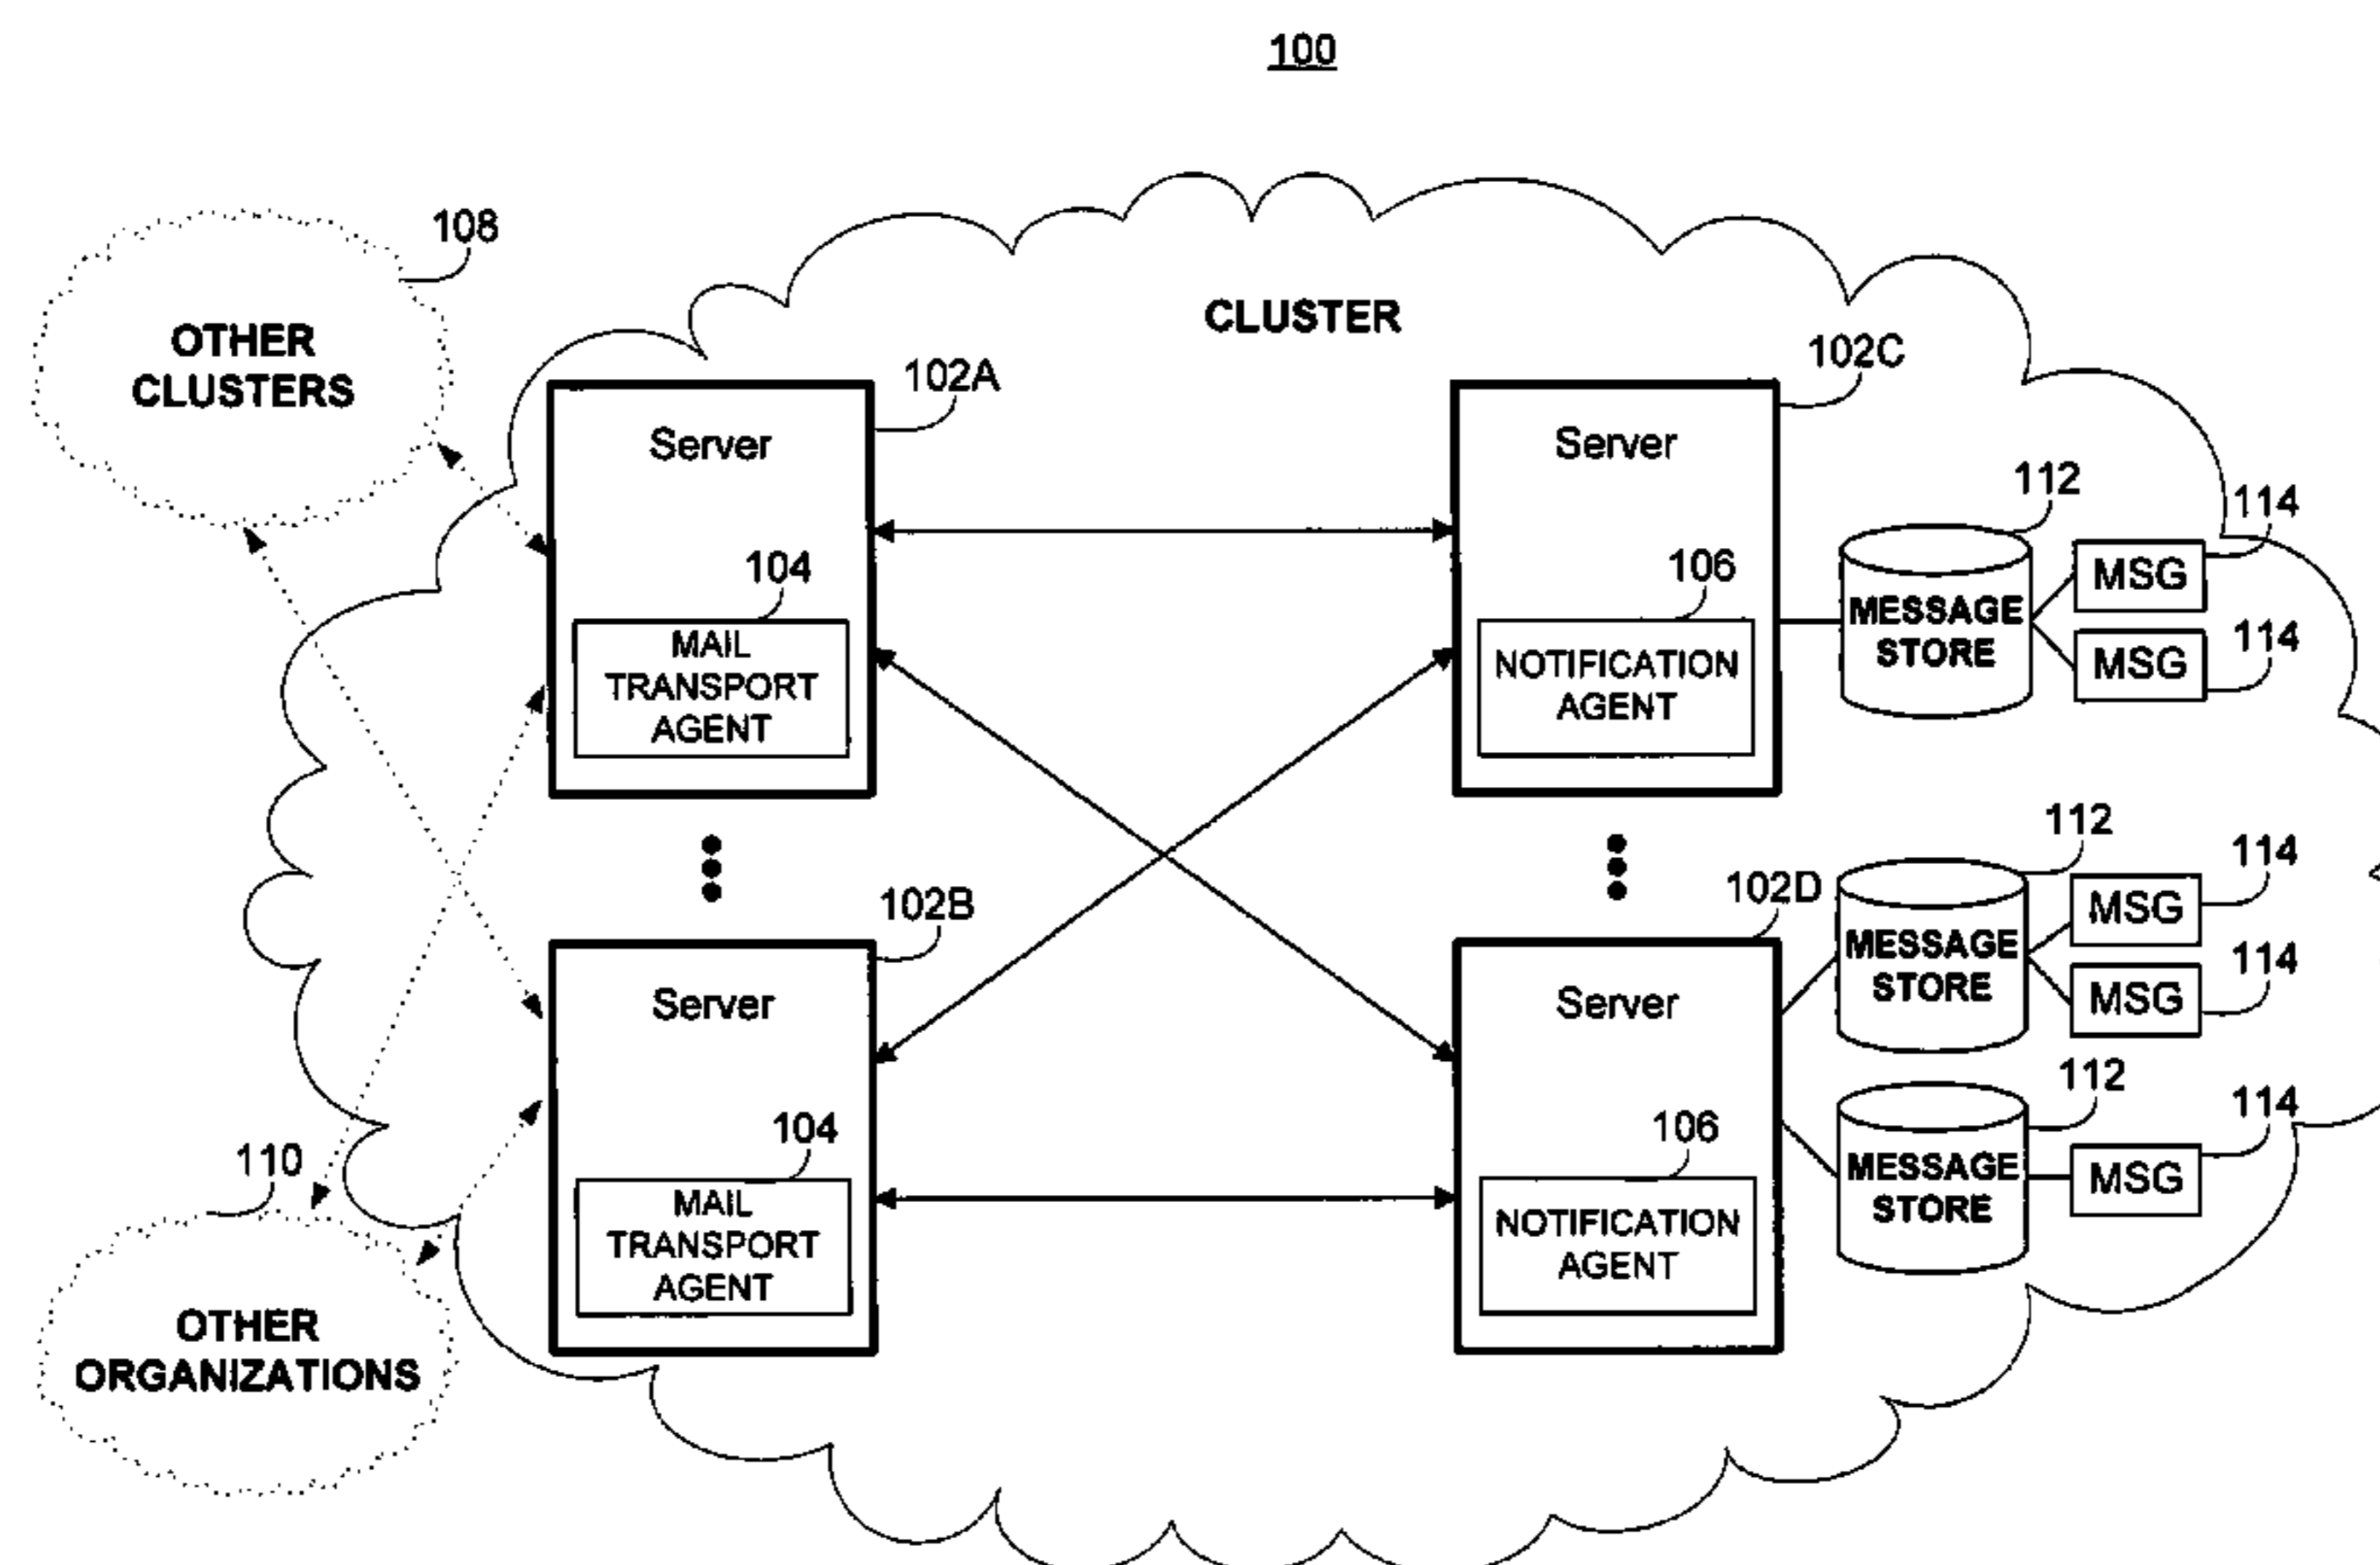 100
108
OTHER
CLUSTERS
CLUSTER
102A
Server
104
MAIL
TRANSPORT
AGENT
102C
Server
106
NOTIFICATION
AGENT
112
MESSAGE
STORE
114
MSG
114
MSG
102B
Server
104
MAIL
TRANSPORT
AGENT
102D
Server
106
NOTIFICATION
AGENT
112
MESSAGE
STORE
114
MSG
114
MSG
112
MESSAGE
STORE
114
MSG
110
OTHER
ORGANIZATIONS